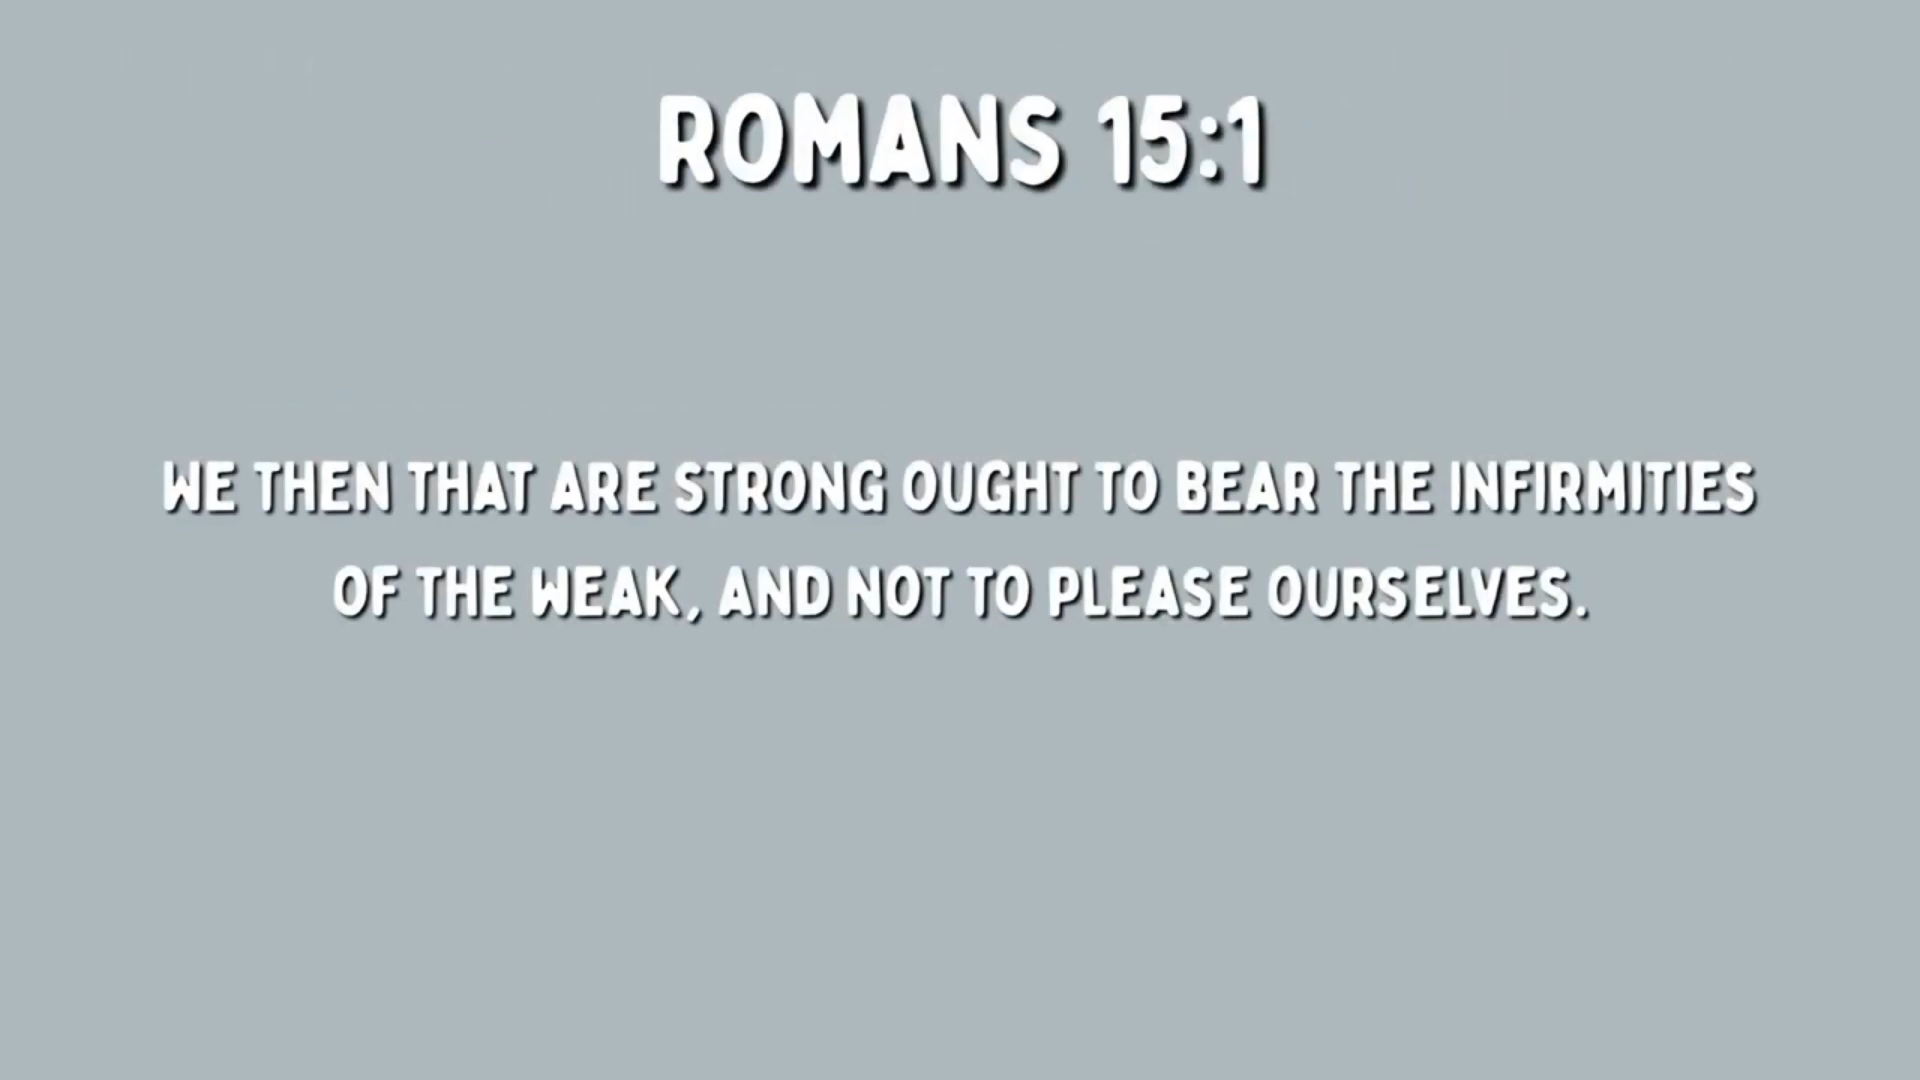 ROMANS 15:1
WE THEN THAT ARE STRONG OUGHT TO BEAR THE INFIRMITIES
OF THE WEAK, AND NOT TO PLEASE OURSELVES.